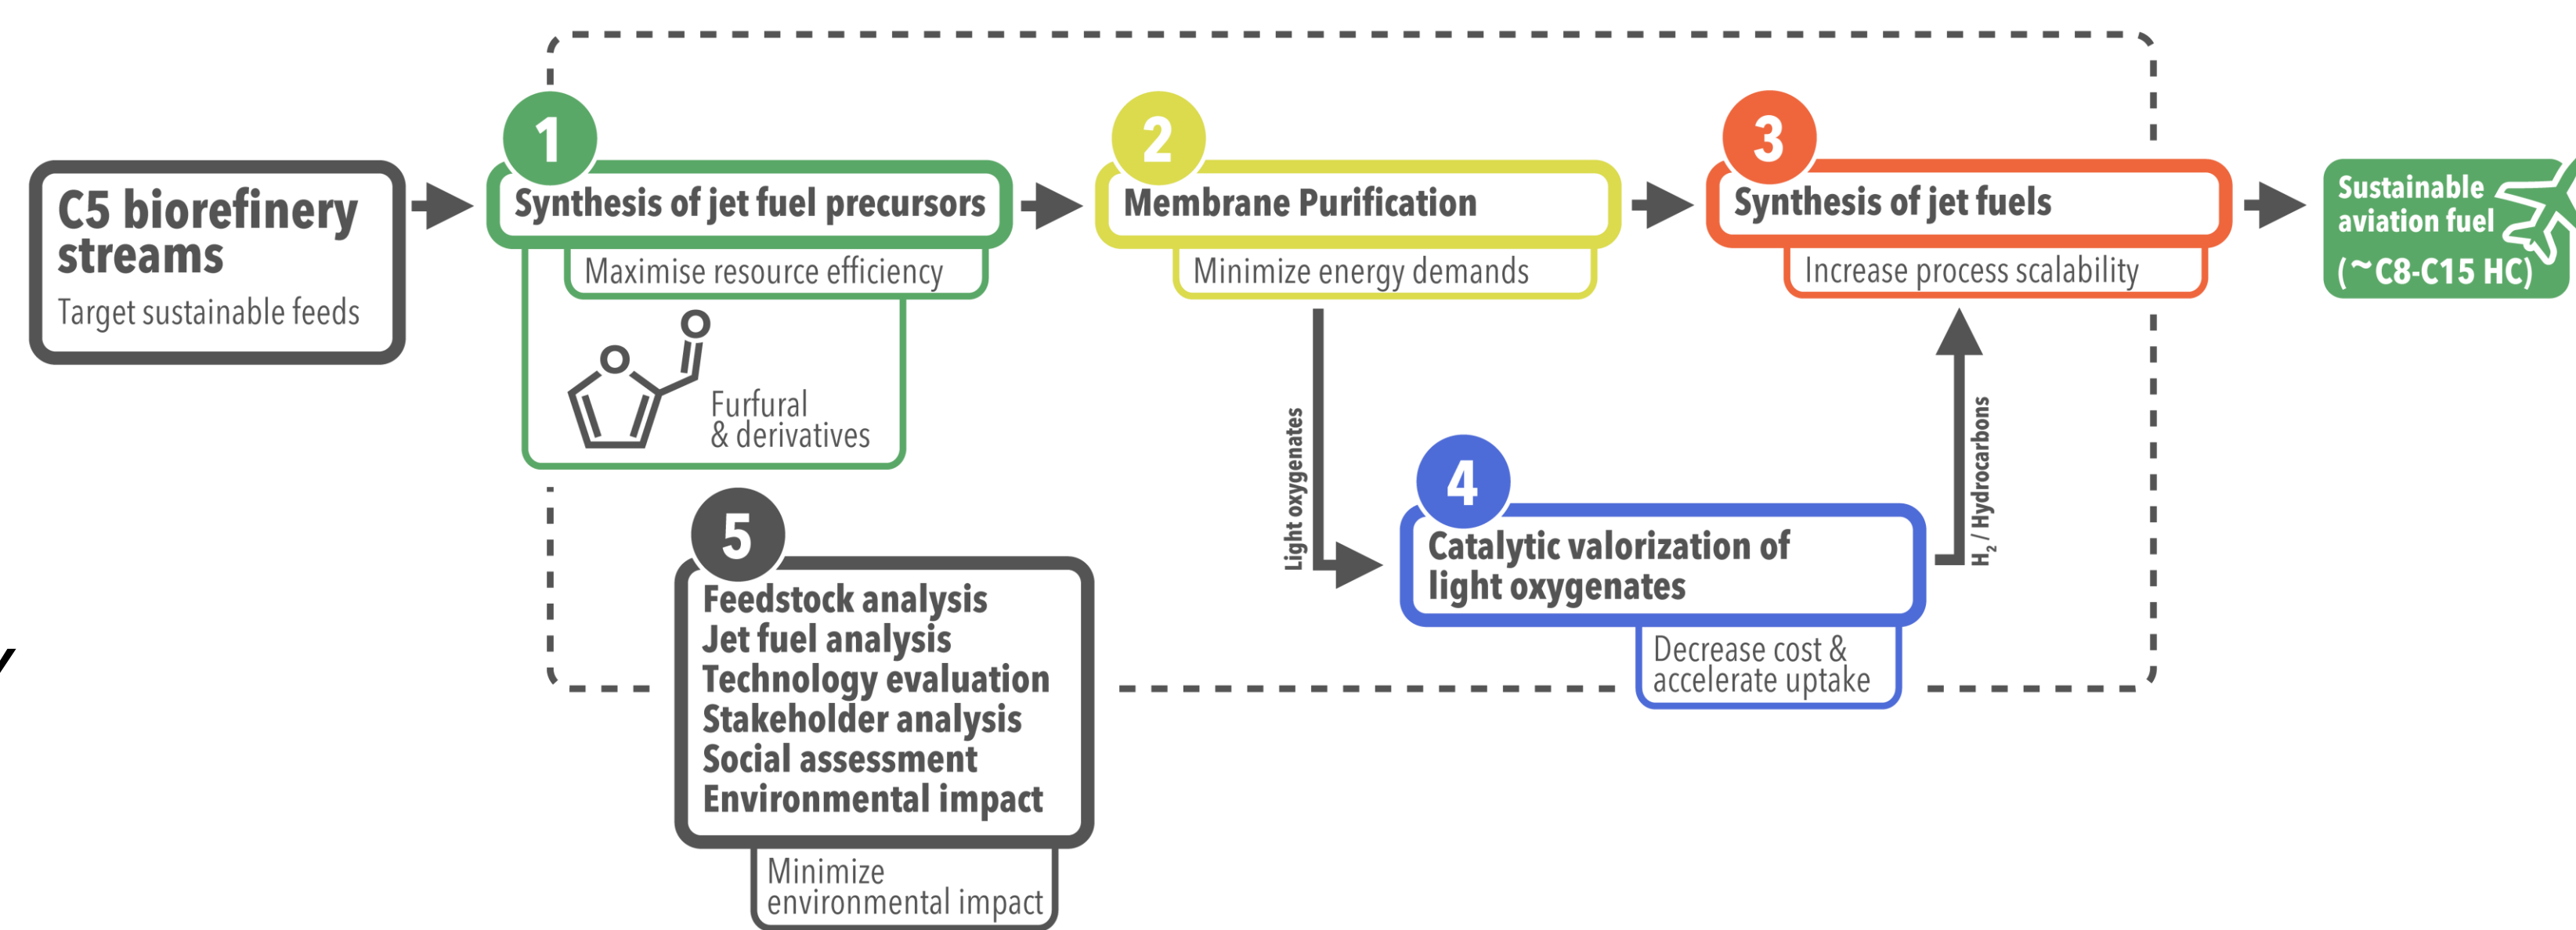 C5 biorefinery
streams
Target sustainable feeds
1
Synthesis of jet fuel precursors
Maximise resource efficiency
O
O
Furfural
& derivatives
2
Membrane Purification
Minimize energy demands
3
Synthesis of jet fuels
Increase process scalability
Sustainable
aviation fuel
(~C8-C15 HC)
Light oxygenates
4
Catalytic valorization of
light oxygenates
Decrease cost &
accelerate uptake
H₂ / Hydrocarbons
5
Feedstock analysis
Jet fuel analysis
Technology evaluation
Stakeholder analysis
Social assessment
Environmental impact
Minimize
environmental impact